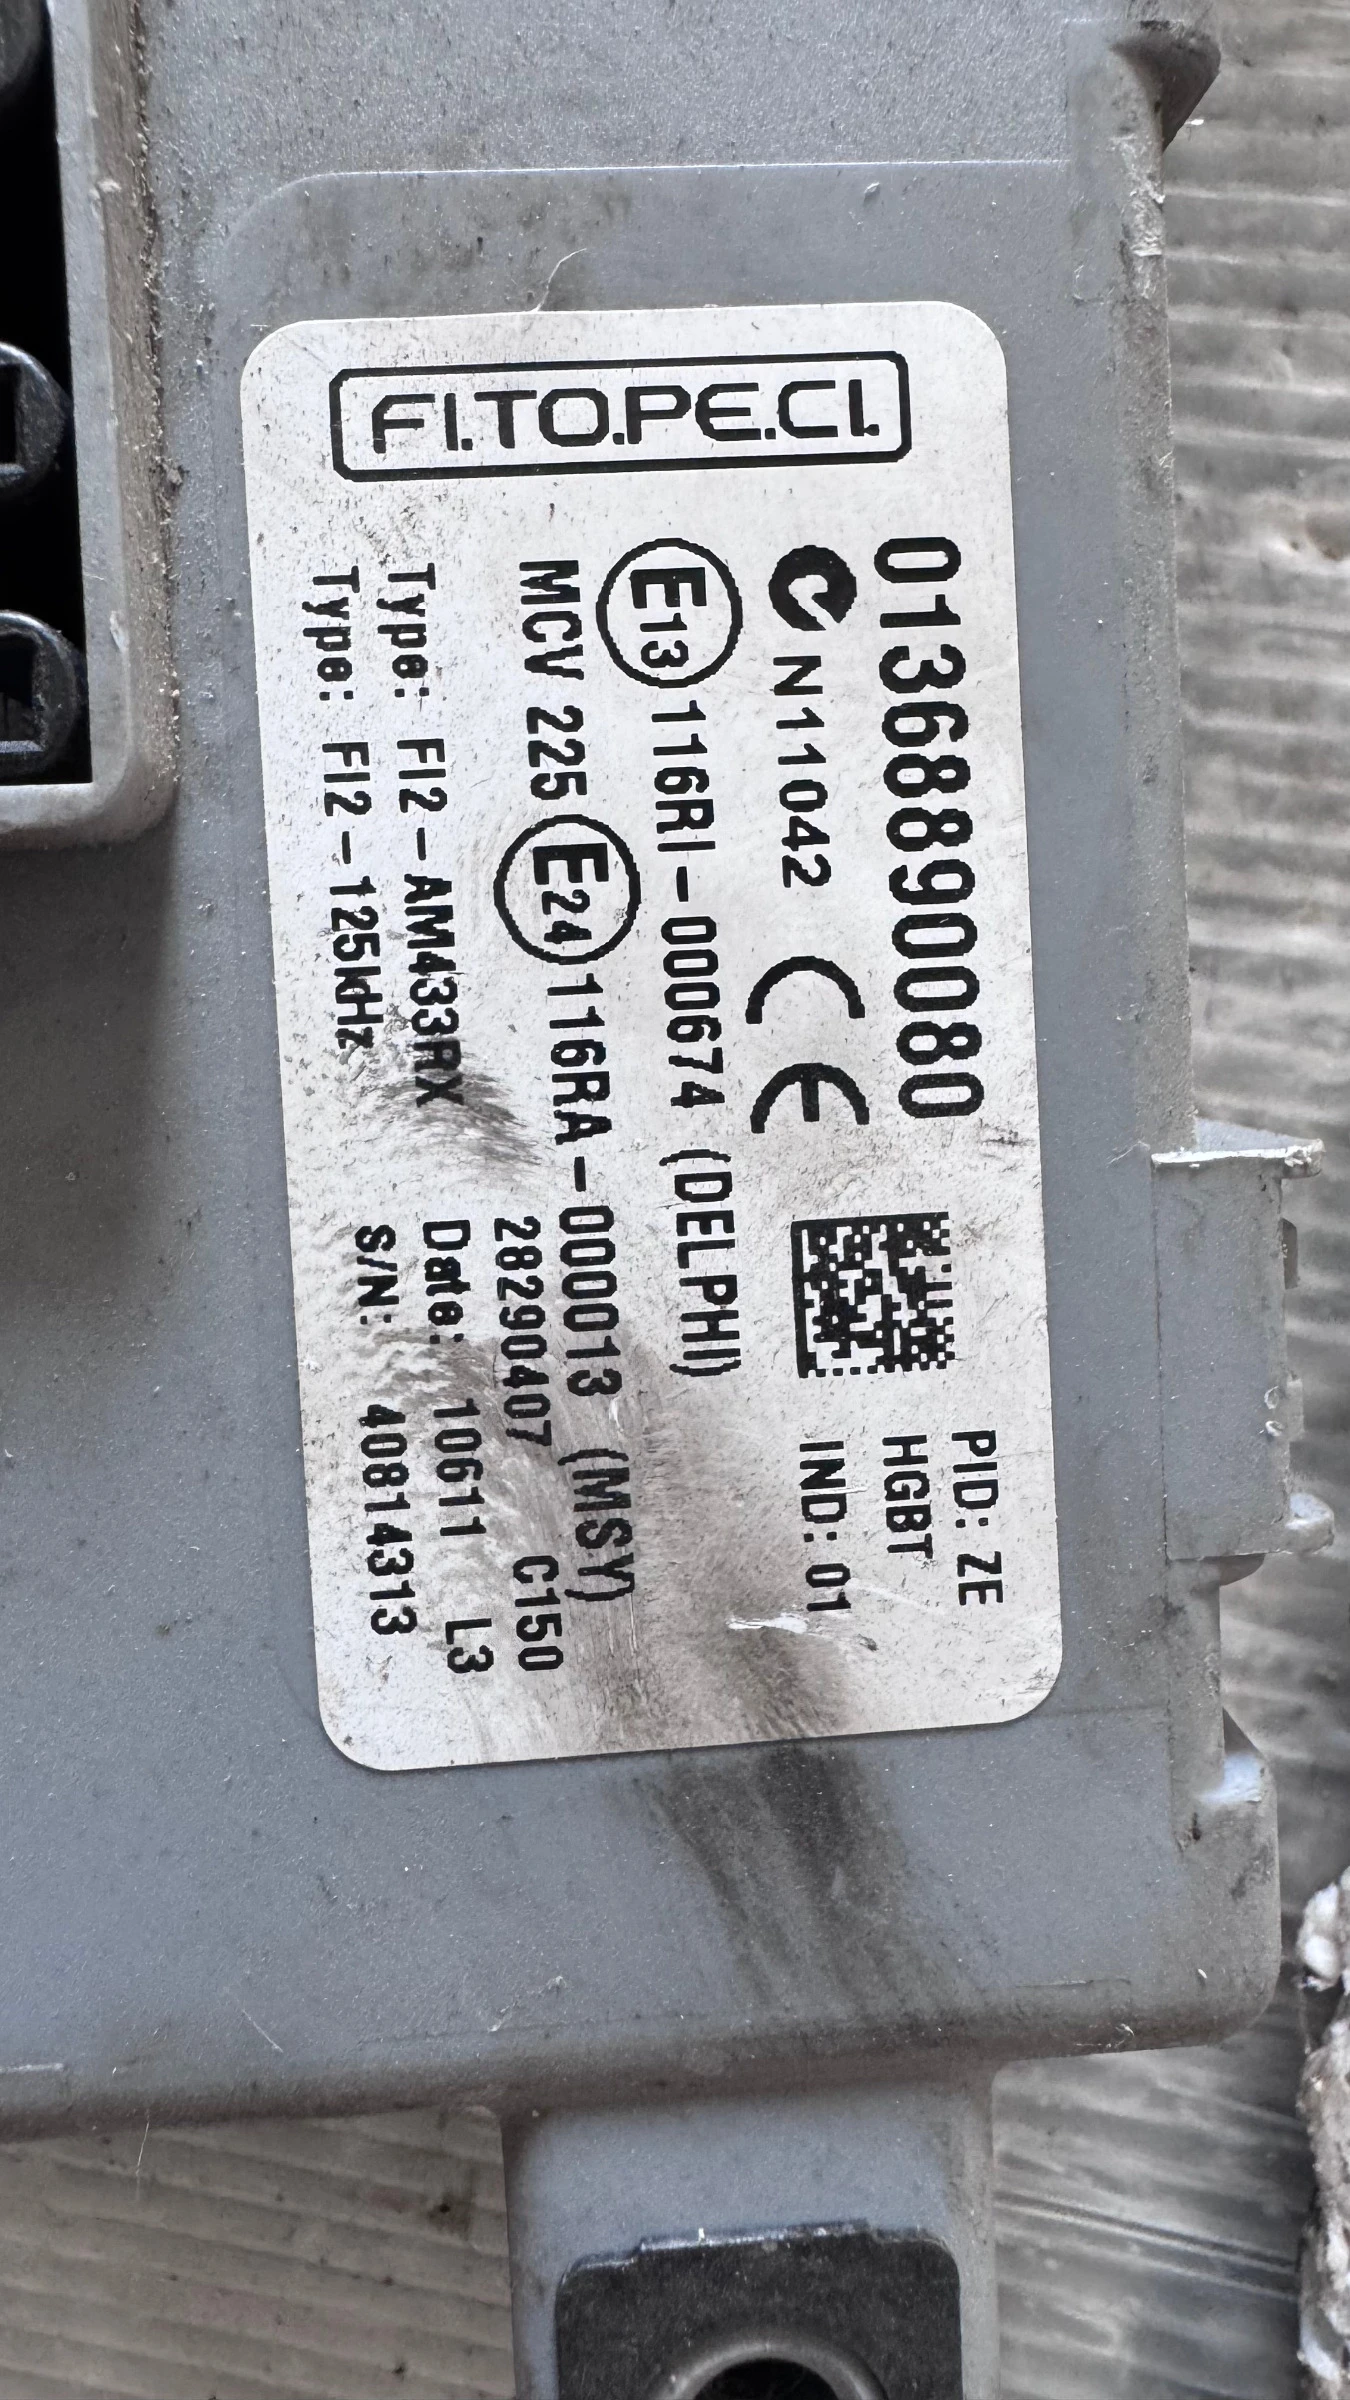 FI.TO.PE.CI.
01368890080
PID: ZE
HGBT
IND: 01
N11042 CE
E13 116RI-000674 (DELPHI)
MCV 225 E24 116RA-000013 (MSY)
28290407 C150
Type: FI2-AM433RX Date: 10611 L3
Type: FI2-125kHz S/N: 40814313